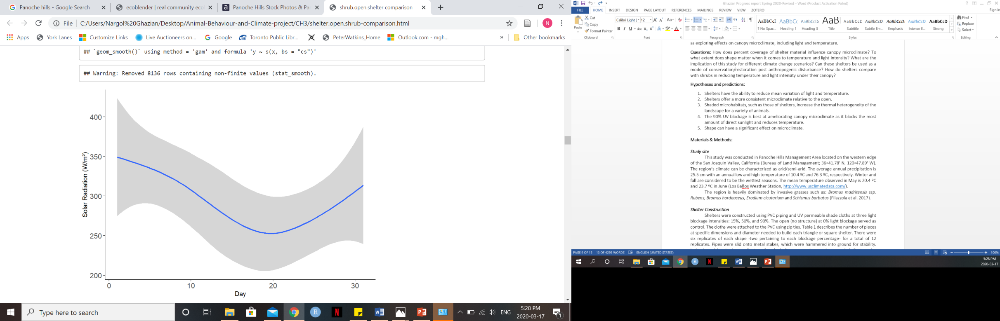 Panoche hills - Google Search
ecoblender | real community eco
Panoche Hills Stock Photos & Pa
shrub.open.shelter comparison
File | C:/Users/Nargol%20Ghazian/Desktop/Animal-Behaviour-and-Climate-project/CH3/shelter.open.shrub-comparison.html
N
Apps York Lanes Customize Links Live Auctioneers on... Google Toronto Public Libr... PeterWatkins_Home Outlook.com - mgh... » Other bookmarks
## `geom_smooth()` using method = 'gam' and formula 'y ~ s(x, bs = "cs")'
## Warning: Removed 8136 rows containing non-finite values (stat_smooth).
400
350
300
250
200
Solar Radiation (W/m²)
0 10 20 30
Day
Type here to search
ENG
5:28 PM
2020-03-17
1
Ghazian Progress report Spring 2020-Revised - Word (Product Activation Failed)
FILE HOME INSERT DESIGN PAGE LAYOUT REFERENCES MAILINGS REVIEW VIEW ZOTERO
Sign in
Paste
Cut
Copy
Format Painter
Clipboard
Calibri Light ( 12
Font
Paragraph
AaBbCcI AaBbCc AaBbCcDı AaBl AaBbCcD AaBbCcD AaBbCcD AaBbCcD AaBbCcD
¶ No Spac... Heading 1 Heading 3 Title Subtitle Subtle Em... Emphasis Intense E... Strong
Styles
Find
Replace
Select
Editing
as exploring effects on canopy microclimate, including light and temperature.
Questions: How does percent coverage of shelter material influence canopy microclimate? To
what extent does shape matter when it comes to temperature and light intensity? What are the
implication of this study for different climate change scenarios? Can these shelters be used as a
mode of conservation/restoration post anthropogenic disturbance? How do shelters compare
with shrubs in reducing temperature and light intensity under their canopy?
Hypotheses and predictions:
1. Shelters have the ability to reduce mean variation of light and temperature.
2. Shelters offer a more consistent microclimate relative to the open.
3. Shaded microhabitats, such as those of shelters, increase the thermal heterogeneity of the
landscape for a variety of animals.
4. The 90% UV blockage is best at ameliorating canopy microclimate as it blocks the most
amount of direct sunlight and reduces temperature.
5. Shape can have a significant effect on microclimate.
Materials & Methods:
Study site
This study was conducted in Panoche Hills Management Area located on the western edge
of the San Joaquin Valley, California (Bureau of Land Management; 36∘41.78′ N, 120∘47.89′ W).
The region's climate can be characterized as arid/semi-arid. The average annual precipitation is
25.5 cm with an annual low and high temperature of 10.4 ºC and 76.3 ºC, respectively. Winter and
fall are considered to be the wettest seasons. The mean temperature observed in May is 20.4 ºC
and 23.7 ºC in June (Los Baños Weather Station, http://www.usclimatedata.com/).
The region is heavily dominated by invasive grasses such as: Bromus madritensis ssp.
Rubens, Bromus hordeaceus, Erodium cicutarium and Schismus barbatus (Filazzola et al. 2017).
Shelter Construction
Shelters were constructed using PVC piping and UV permeable shade cloths at three light
blockage intensities: 15%, 50%, and 90%. The open (no structure) at 0% light blockage served as
control. The cloths were attached to the PVC using zip ties. Table 1 describes the number of pieces
at specific dimensions and diameter needed to build each triangle or square shelter. There were
six replicates of each shape -two pertaining to each blockage percentage- for a total of 12
replicates. Pipes were slid onto metal stakes, which were hammered into ground for stability.
PAGE 9 OF 15 13 OF 4293 WORDS ENGLISH (UNITED STATES)
100%
5:28 PM
2020-03-17